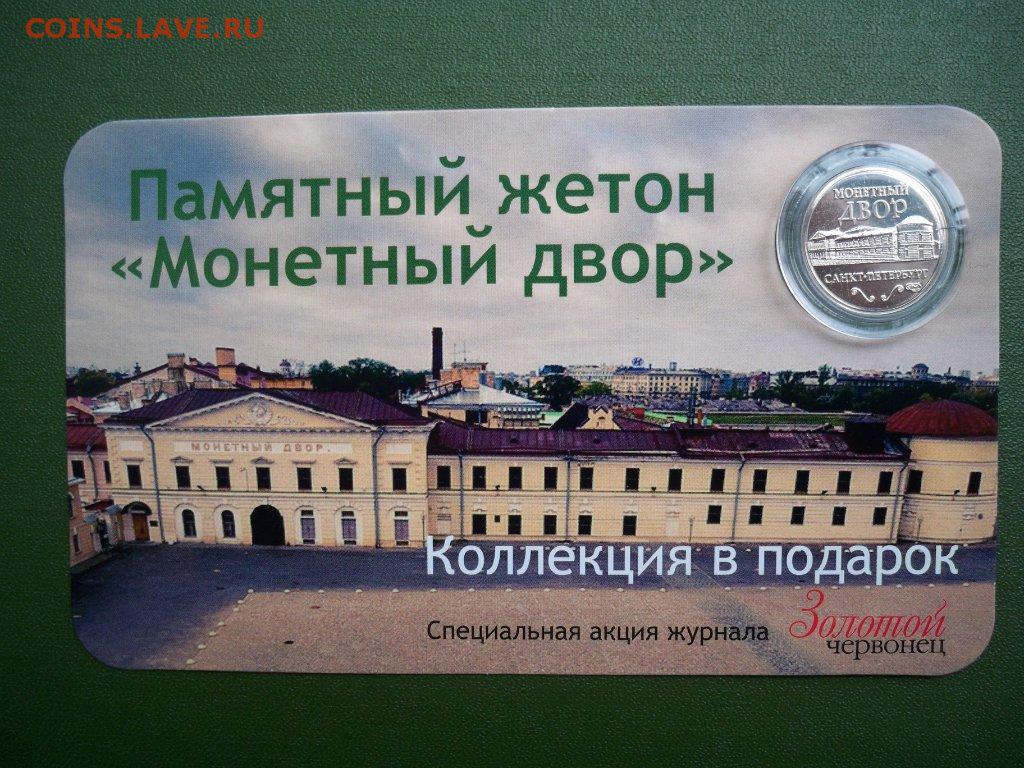 COINS.LAVE.RU
Памятный жетон
«Монетный двор»
МОНЕТНЫЙ
ДВОР
САНКТ-ПЕТЕРБУРГ
МОНЕТНЫЙ ДВОР.
Коллекция в подарок
Специальная акция журнала Золотой
червонец